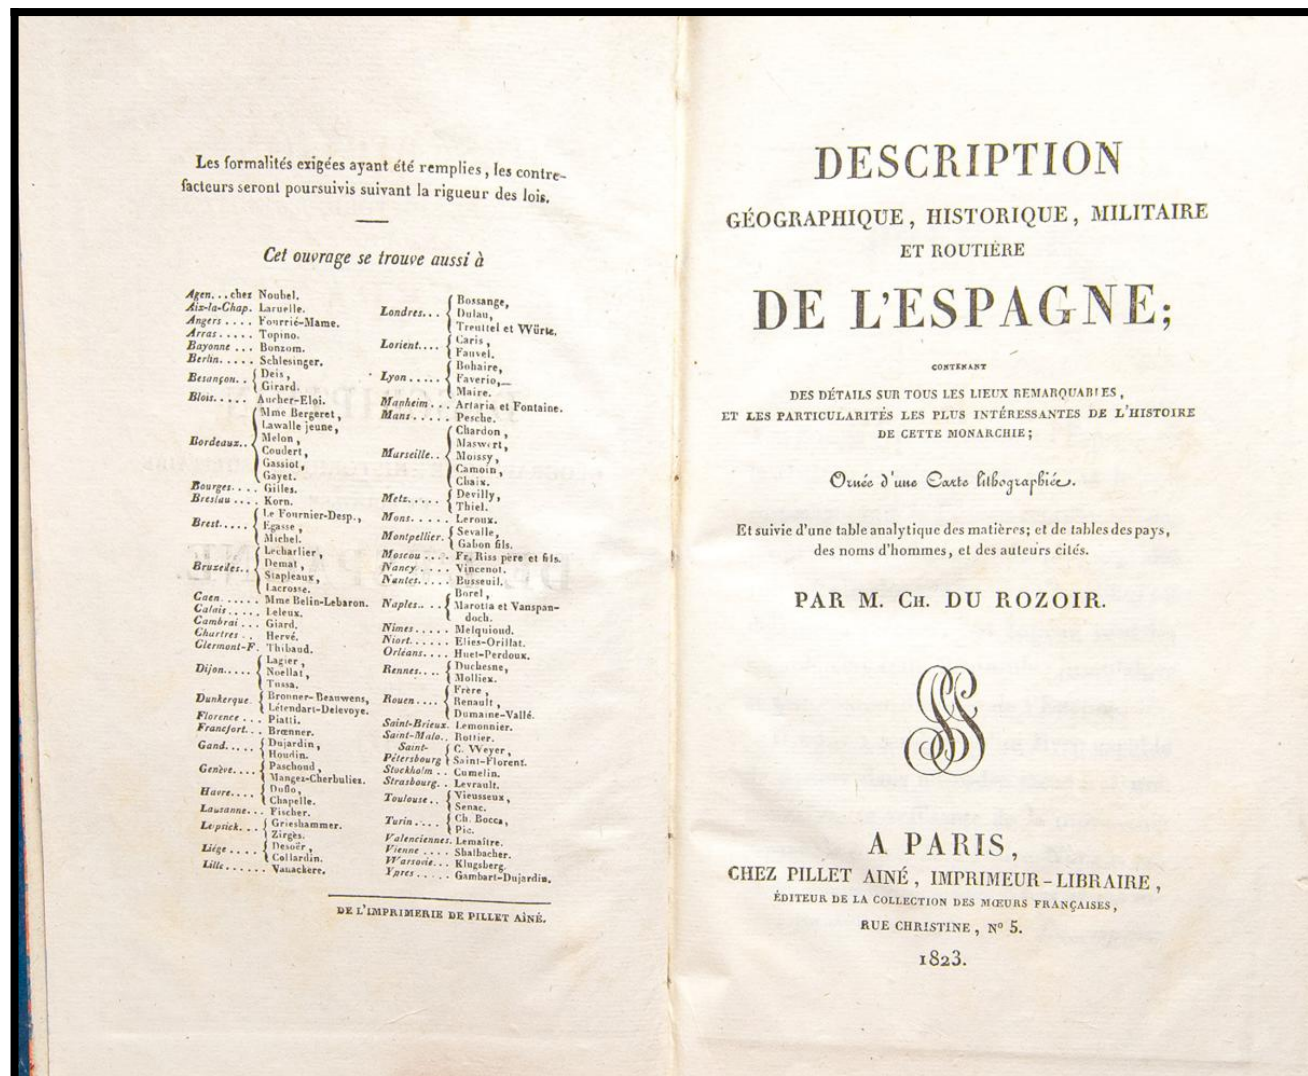 Les formalités exigées ayant été remplies, les contre-
facteurs seront poursuivis suivant la rigueur des lois.
Cet ouvrage se trouve aussi à
Agen...chez Noubel.
Aix-la-Chap. Laruelle.
Angers .... Fourrié-Mame.
Arras ..... Topino.
Bayonne ... Bonzom.
Berlin ..... Schlesinger.
Besançon.. { Deis,
Girard.
Blois ..... Aucher-Eloi.
Bordeaux.. { Mme Bergeret,
Lawalle jeune,
Melon,
Coudert,
Gassiot,
Gayet.
Bourges.... Gilles.
Breslau .... Korn.
Brest..... { Le Fournier-Desp.,
Egasse,
Michel.
Bruxelles.. { Lecharlier,
Demat,
Stapleaux,
Lacrosse.
Caen ...... Mme Belin-Lebaron.
Calais ..... Leleux.
Cambrai ... Giard.
Chartres .. Hervé.
Clermont-F. Thibaud.
Dijon..... { Lagier,
Noellat,
Tussa.
Dunkerque. { Bronner-Beauwens,
Létendart-Delevoye.
Florence ... Piatti.
Francfort... Brœnner.
Gand..... { Dujardin,
Houdin.
Genève.... { Paschoud,
Mangez-Cherbuliez.
Havre.... { Duflo,
Chapelle.
Lausanne... Fischer.
Leipsick... { Grieshammer.
Zirgès.
Liége .... { Desoër,
Collardin.
Lille ...... Vanackere.
Londres... { Bossange,
Dulau,
Treuttel et Würtz.
Lorient.... { Caris,
Fauvel.
Lyon ..... { Bohaire,
Faverio,
Maire.
Manheim ... Artaria et Fontaine.
Mans ..... Pesche.
Marseille.. { Chardon,
Maswert,
Moissy,
Camoin,
Chaix.
Metz..... { Devilly,
Thiel.
Mons ..... Leroux.
Montpellier. { Sevalle,
Gabon fils.
Moscou .... Fr. Riss père et fils.
Nancy ..... Vincenot.
Nantes..... Busseuil.
Naples.... { Borel,
Marotta et Vanspan-
doch.
Nîmes ..... Melquioud.
Niort...... Elies-Orillat.
Orléans.... Huet-Perdoux.
Rennes.... { Duchesne,
Molliex.
Rouen .... { Frère,
Renault,
Dumaine-Vallé.
Saint-Brieux. Lemonnier.
Saint-Malo.. Rottier.
Saint- { C. Weyer,
Pétersbourg Saint-Florent.
Stockholm .. Cumelin.
Strasbourg.. Levrault.
Toulouse.. { Vieusseux,
Senac.
Turin .... { Ch. Bocca,
Pic.
Valenciennes. Lemaître.
Vienne .... Shalbacher.
Warsovie... Klugsberg.
Ypres ..... Gambart-Dujardin.
DE L'IMPRIMERIE DE PILLET AÎNÉ.
DESCRIPTION
GÉOGRAPHIQUE, HISTORIQUE, MILITAIRE
ET ROUTIÈRE
DE L'ESPAGNE;
CONTENANT
DES DÉTAILS SUR TOUS LES LIEUX REMARQUABLES,
ET LES PARTICULARITÉS LES PLUS INTÉRESSANTES DE L'HISTOIRE
DE CETTE MONARCHIE;
Ornée d'une Carte lithographiée.
Et suivie d'une table analytique des matières; et de tables des pays,
des noms d'hommes, et des auteurs cités.
PAR M. CH. DU ROZOIR.
A PARIS,
CHEZ PILLET AINÉ, IMPRIMEUR-LIBRAIRE,
ÉDITEUR DE LA COLLECTION DES MŒURS FRANÇAISES,
RUE CHRISTINE, Nº 5.
1823.